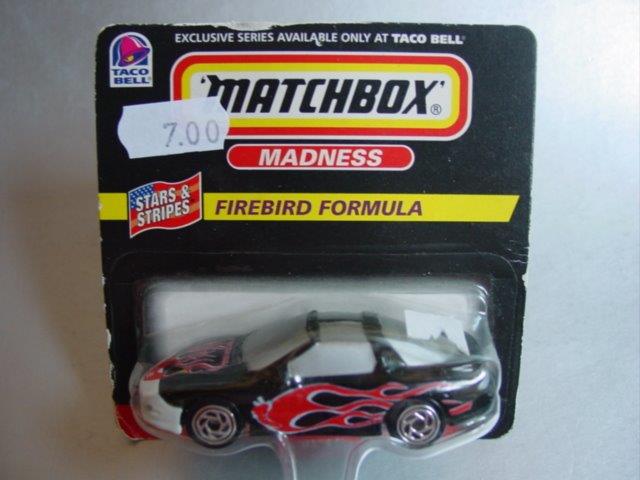 EXCLUSIVE SERIES AVAILABLE ONLY AT TACO BELL®
TACO
BELL®
'MATCHBOX'®
7.00
MADNESS
STARS &
STRIPES
FIREBIRD FORMULA